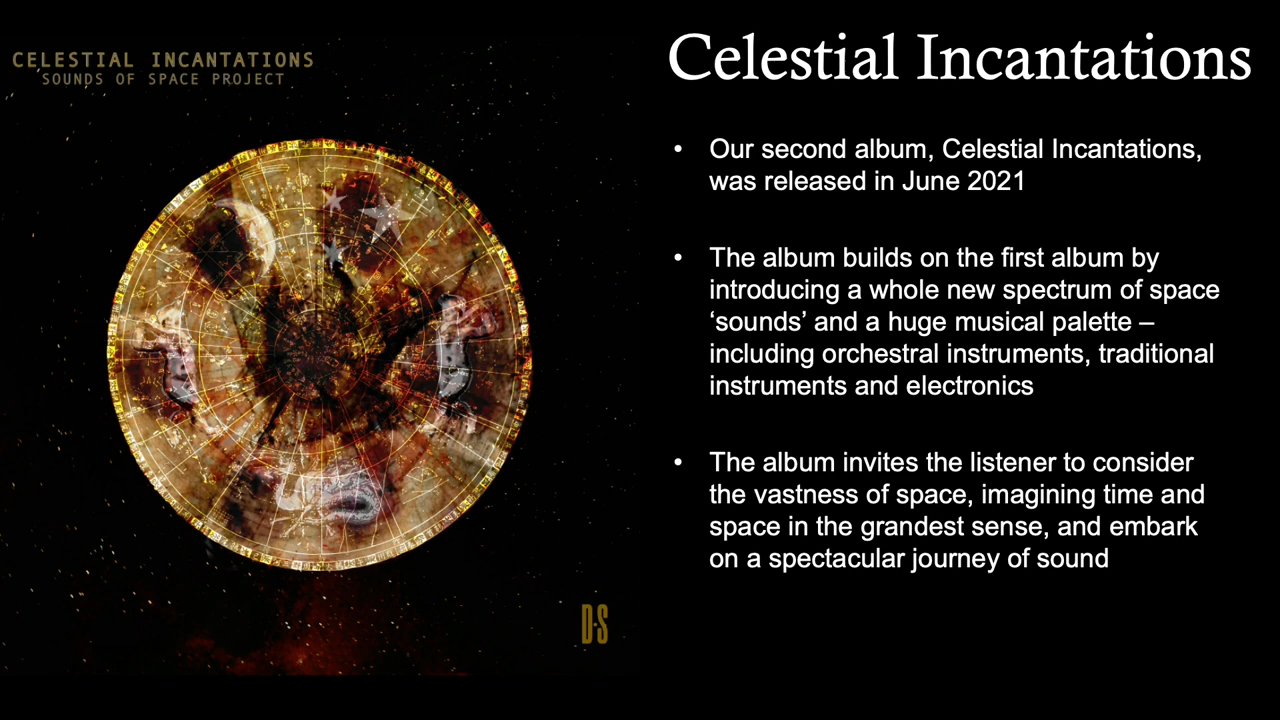 CELESTIAL INCANTATIONS
SOUNDS OF SPACE PROJECT
D-S
Celestial Incantations
• Our second album, Celestial Incantations,
was released in June 2021
• The album builds on the first album by
introducing a whole new spectrum of space
‘sounds’ and a huge musical palette –
including orchestral instruments, traditional
instruments and electronics
• The album invites the listener to consider
the vastness of space, imagining time and
space in the grandest sense, and embark
on a spectacular journey of sound